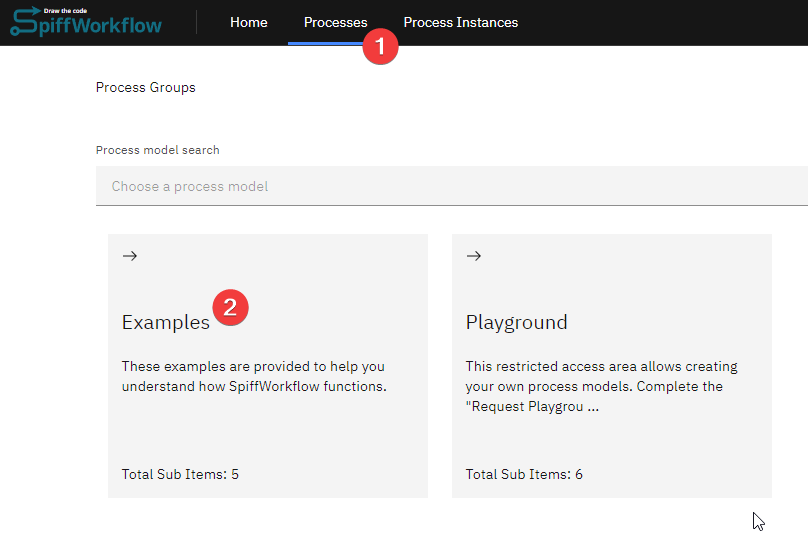 Draw the code
SpiffWorkflow
Home Processes Process Instances
1
Process Groups
Process model search
Choose a process model
Examples 2
These examples are provided to help you
understand how SpiffWorkflow functions.
Total Sub Items: 5
Playground
This restricted access area allows creating
your own process models. Complete the
"Request Playgrou ...
Total Sub Items: 6